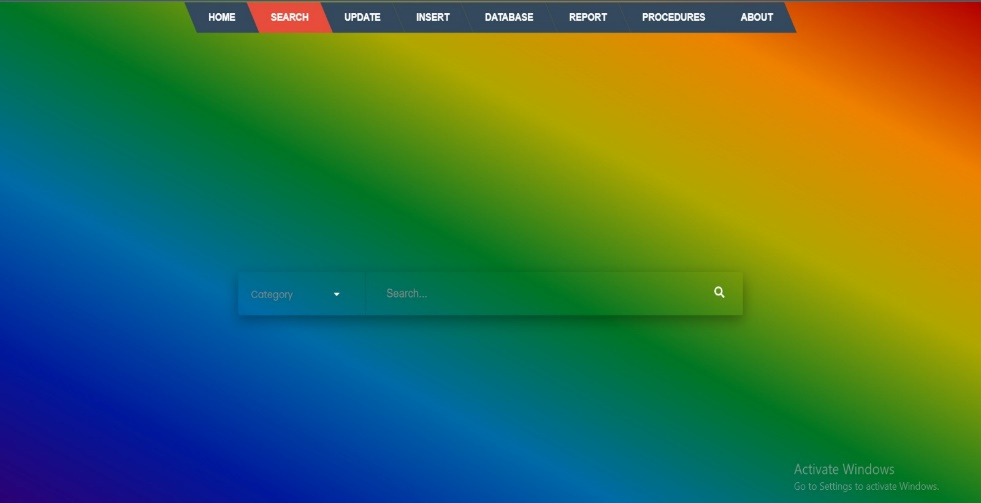 HOME SEARCH UPDATE INSERT DATABASE REPORT PROCEDURES ABOUT
Category Search...
Activate Windows
Go to Settings to activate Windows.